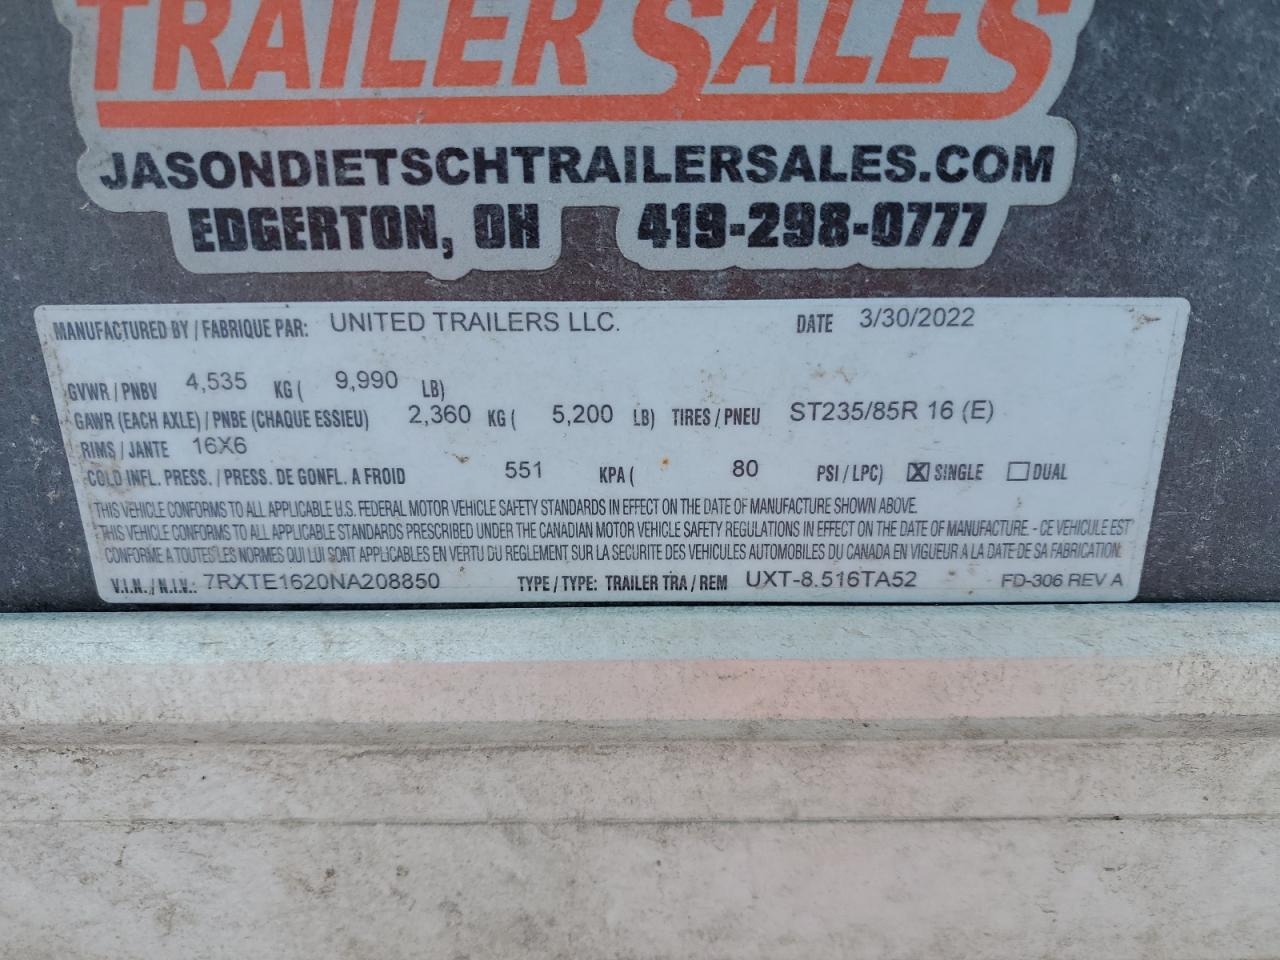 TRAILER SALES
JASONDIETSCHTRAILERSALES.COM
EDGERTON, OH 419-298-0777
MANUFACTURED BY / FABRIQUE PAR: UNITED TRAILERS LLC. DATE 3/30/2022
GVWR / PNBV 4,535 KG ( 9,990 LB)
GAWR (EACH AXLE) / PNBE (CHAQUE ESSIEU) 2,360 KG ( 5,200 LB) TIRES / PNEU ST235/85R 16 (E)
RIMS / JANTE 16X6
COLD INFL. PRESS. / PRESS. DE GONFL. A FROID 551 KPA ( 80 PSI / LPC) ☒ SINGLE ☐ DUAL
THIS VEHICLE CONFORMS TO ALL APPLICABLE U.S. FEDERAL MOTOR VEHICLE SAFETY STANDARDS IN EFFECT ON THE DATE OF MANUFACTURE SHOWN ABOVE.
THIS VEHICLE CONFORMS TO ALL APPLICABLE STANDARDS PRESCRIBED UNDER THE CANADIAN MOTOR VEHICLE SAFETY REGULATIONS IN EFFECT ON THE DATE OF MANUFACTURE - CE VEHICULE EST
CONFORME A TOUTES LES NORMES QUI LUI SONT APPLICABLES EN VERTU DU REGLEMENT SUR LA SECURITE DES VEHICULES AUTOMOBILES DU CANADA EN VIGUEUR A LA DATE DE SA FABRICATION.
V.I.N. / N.I.V.: 7RXTE1620NA208850 TYPE / TYPE: TRAILER TRA / REM UXT-8.516TA52 FD-306 REV A